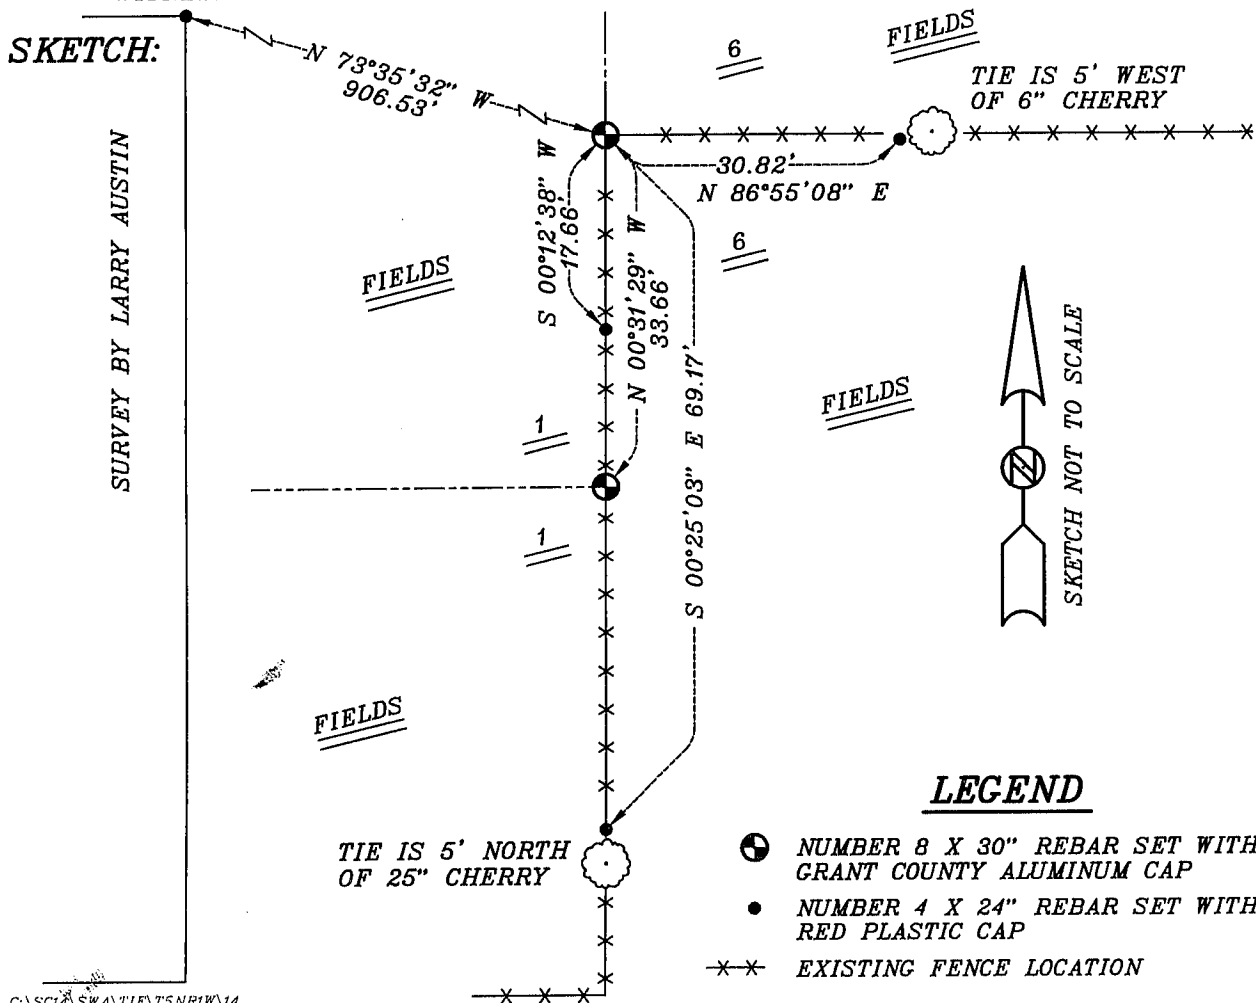 SKETCH:
N 73°35'32" W
906.53'
6
FIELDS
TIE IS 5' WEST
OF 6" CHERRY
30.82'
N 86°55'08" E
SURVEY BY LARRY AUSTIN
FIELDS
S 00°12'38" W
17.66'
N 00°31'29" W
33.66'
S 00°25'03" E 69.17'
6
FIELDS
1
1
N
SKETCH NOT TO SCALE
FIELDS
TIE IS 5' NORTH
OF 25" CHERRY
LEGEND
NUMBER 8 X 30" REBAR SET WITH
GRANT COUNTY ALUMINUM CAP
NUMBER 4 X 24" REBAR SET WITH
RED PLASTIC CAP
EXISTING FENCE LOCATION